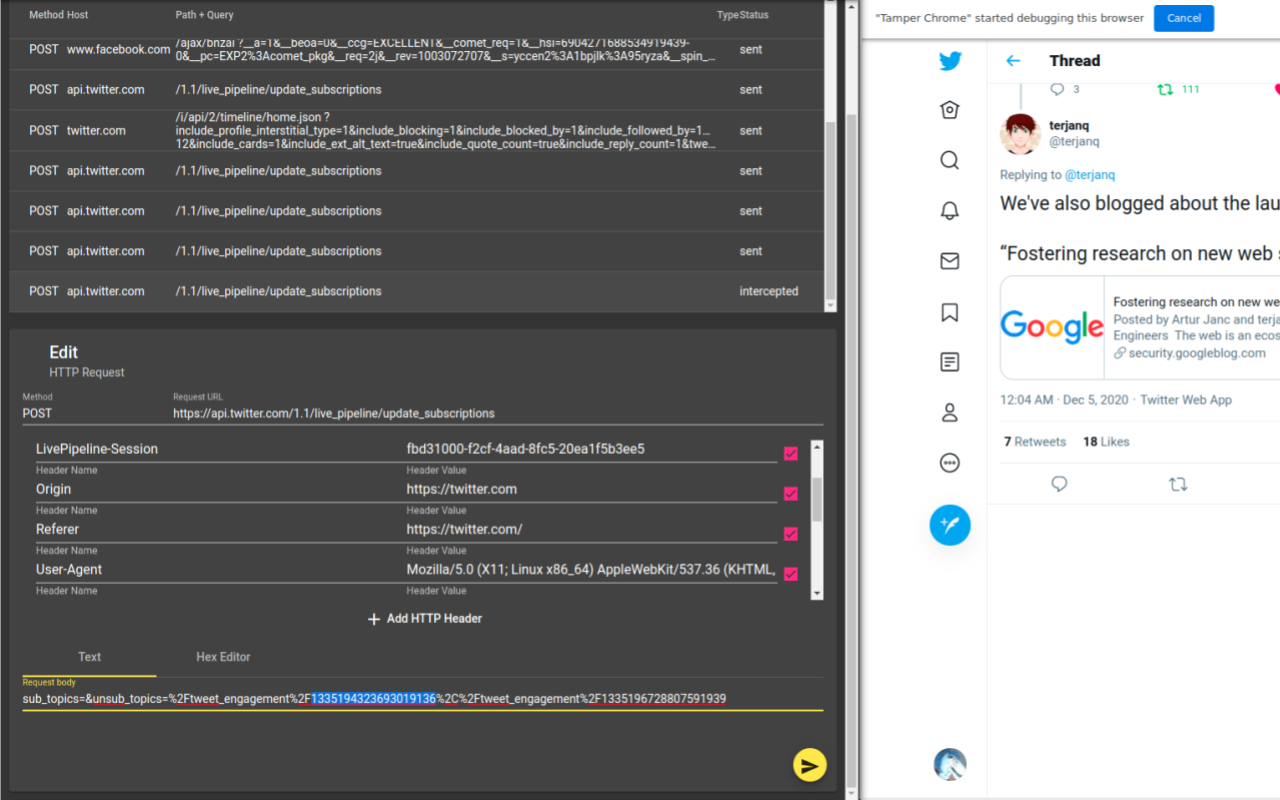 Method Host Path + Query Type Status
POST www.facebook.com /ajax/bnzai ?__a=1&__beoa=0&__ccg=EXCELLENT&__comet_req=1&__hsi=6904271688534919439-
0&__pc=EXP2%3Acomet_pkg&__req=2j&__rev=1003072707&__s=yccen2%3A1bpjlk%3A95ryza&__spin_… sent
POST api.twitter.com /1.1/live_pipeline/update_subscriptions sent
POST twitter.com /i/api/2/timeline/home.json ?
include_profile_interstitial_type=1&include_blocking=1&include_blocked_by=1&include_followed_by=1…
12&include_cards=1&include_ext_alt_text=true&include_quote_count=true&include_reply_count=1&twe… sent
POST api.twitter.com /1.1/live_pipeline/update_subscriptions sent
POST api.twitter.com /1.1/live_pipeline/update_subscriptions sent
POST api.twitter.com /1.1/live_pipeline/update_subscriptions sent
POST api.twitter.com /1.1/live_pipeline/update_subscriptions intercepted
Edit
HTTP Request
Method Request URL
POST https://api.twitter.com/1.1/live_pipeline/update_subscriptions
LivePipeline-Session fbd31000-f2cf-4aad-8fc5-20ea1f5b3ee5
Header Name Header Value
Origin https://twitter.com
Header Name Header Value
Referer https://twitter.com/
Header Name Header Value
User-Agent Mozilla/5.0 (X11; Linux x86_64) AppleWebKit/537.36 (KHTML,
Header Name Header Value
+ Add HTTP Header
Text Hex Editor
Request body
sub_topics=&unsub_topics=%2Ftweet_engagement%2F1335194323693019136%2C%2Ftweet_engagement%2F1335196728807591939
"Tamper Chrome" started debugging this browser Cancel
Thread
3 111
terjanq
@terjanq
Replying to @terjanq
We've also blogged about the lau
“Fostering research on new web s
Google
Fostering research on new we
Posted by Artur Janc and terja
Engineers The web is an ecos
security.googleblog.com
12:04 AM · Dec 5, 2020 · Twitter Web App
7 Retweets 18 Likes